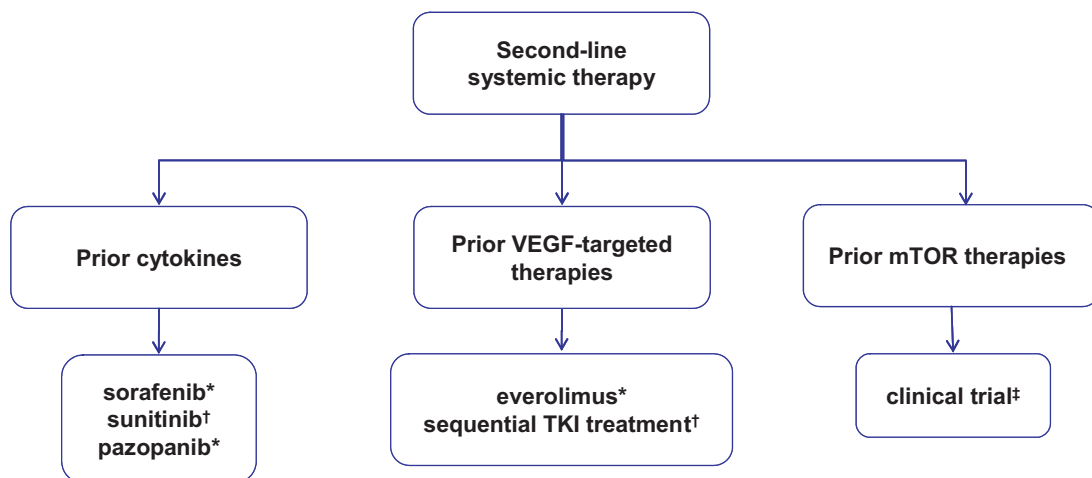 Second-line
systemic therapy
Prior cytokines
Prior VEGF-targeted
therapies
Prior mTOR therapies
sorafenib*
sunitinib†
pazopanib*
everolimus*
sequential TKI treatment†
clinical trial‡